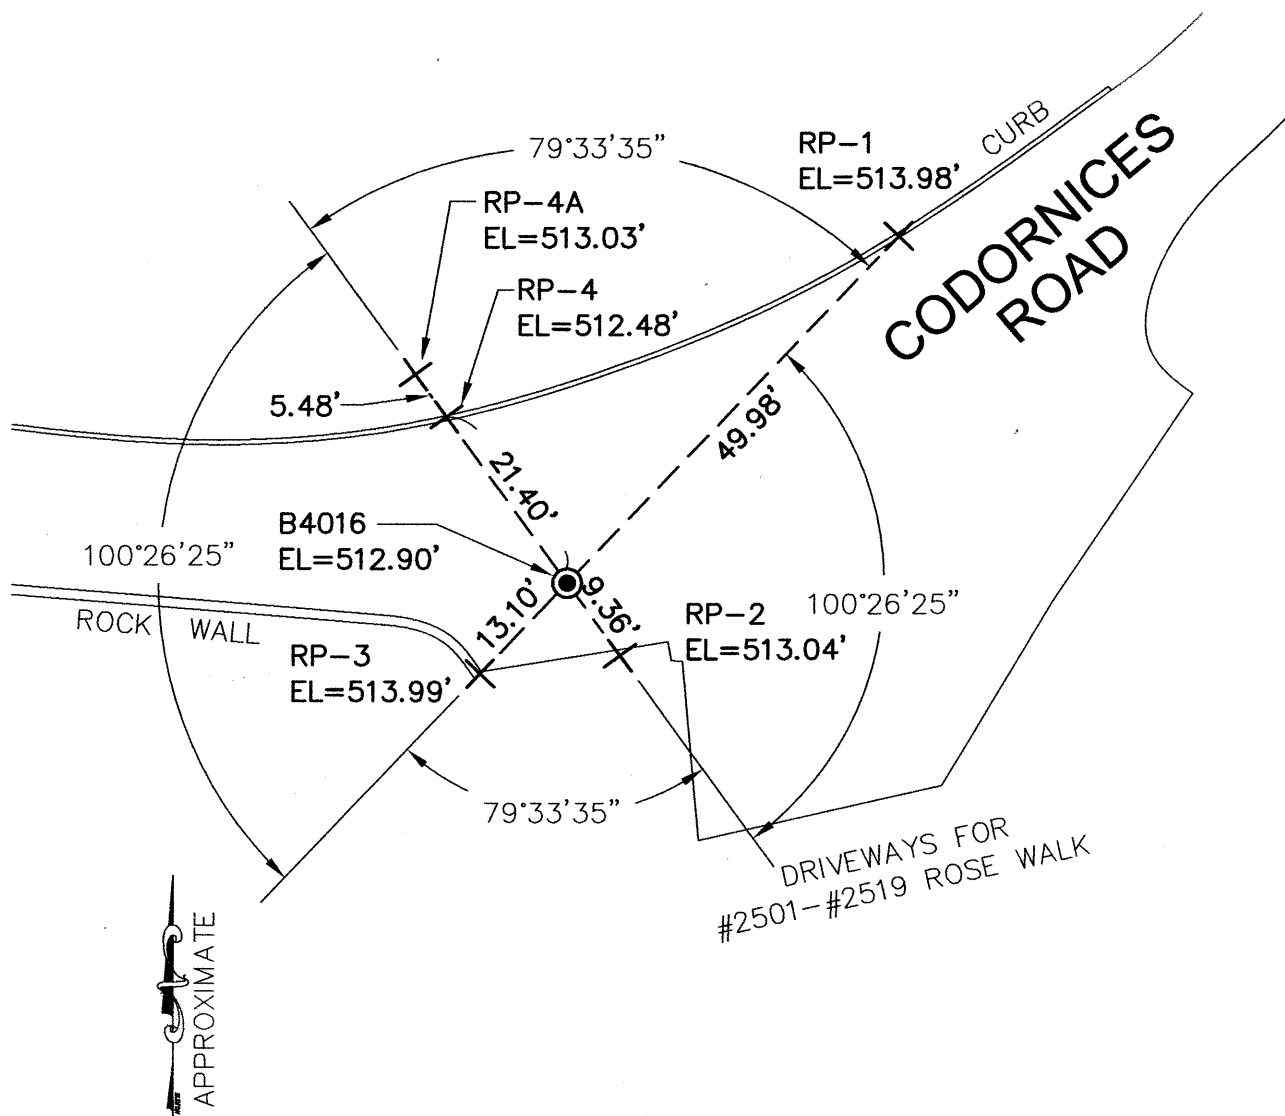 79°33'35"
RP-1
EL=513.98'
CURB
CODORNICES
ROAD
RP-4A
EL=513.03'
RP-4
EL=512.48'
5.48'
49.98'
21.40'
B4016
EL=512.90'
100°26'25"
100°26'25"
ROCK WALL
13.10'
9.36'
RP-2
EL=513.04'
RP-3
EL=513.99'
79°33'35"
DRIVEWAYS FOR
#2501-#2519 ROSE WALK
APPROXIMATE